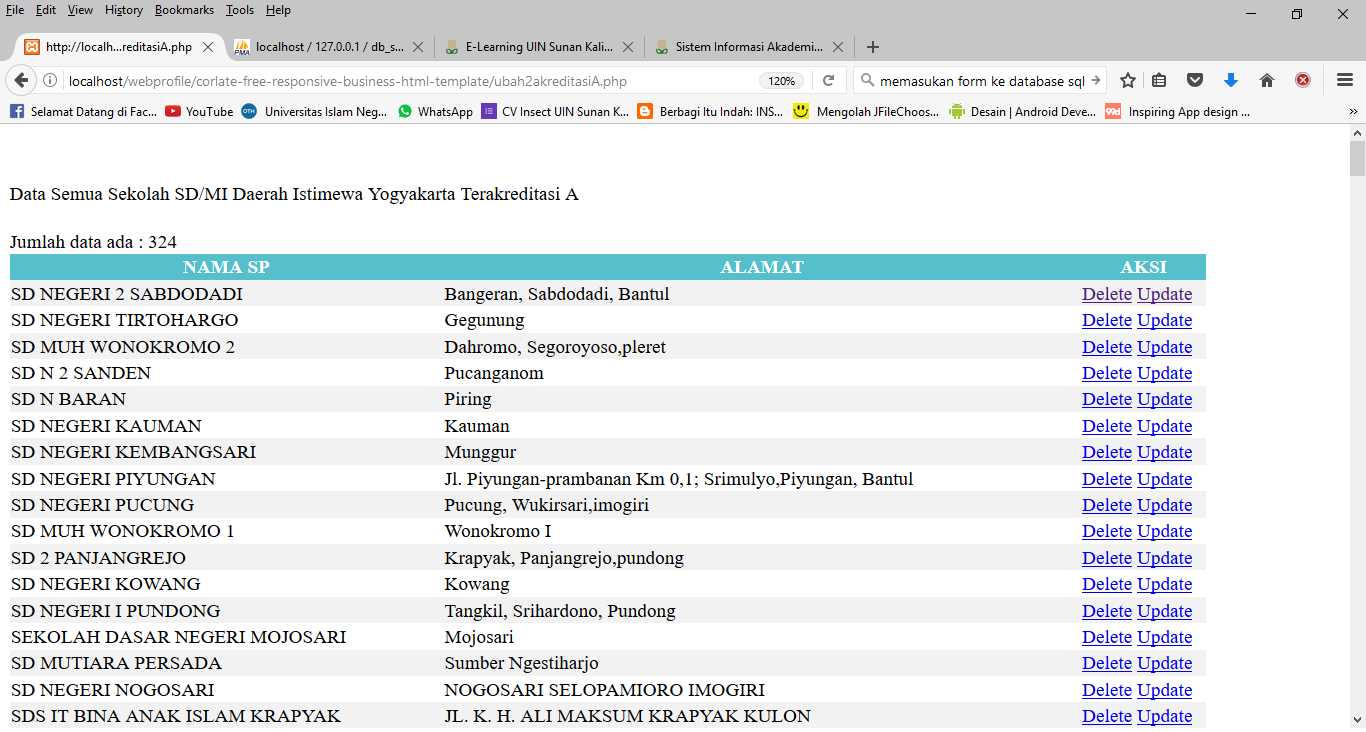 File Edit View History Bookmarks Tools Help
http://localh...reditasiA.php localhost / 127.0.0.1 / db_s... E-Learning UIN Sunan Kali... Sistem Informasi Akademi...
localhost/webprofile/corlate-free-responsive-business-html-template/ubah2akreditasiA.php 120% memasukan form ke database sql
Selamat Datang di Fac... YouTube Universitas Islam Neg... WhatsApp CV Insect UIN Sunan K... Berbagi Itu Indah: INS... Mengolah JFileChoos... Desain | Android Deve... 99d Inspiring App design ... »
Data Semua Sekolah SD/MI Daerah Istimewa Yogyakarta Terakreditasi A
Jumlah data ada : 324
NAMA SP ALAMAT AKSI
SD NEGERI 2 SABDODADI Bangeran, Sabdodadi, Bantul Delete Update
SD NEGERI TIRTOHARGO Gegunung Delete Update
SD MUH WONOKROMO 2 Dahromo, Segoroyoso,pleret Delete Update
SD N 2 SANDEN Pucanganom Delete Update
SD N BARAN Piring Delete Update
SD NEGERI KAUMAN Kauman Delete Update
SD NEGERI KEMBANGSARI Munggur Delete Update
SD NEGERI PIYUNGAN Jl. Piyungan-prambanan Km 0,1; Srimulyo,Piyungan, Bantul Delete Update
SD NEGERI PUCUNG Pucung, Wukirsari,imogiri Delete Update
SD MUH WONOKROMO 1 Wonokromo I Delete Update
SD 2 PANJANGREJO Krapyak, Panjangrejo,pundong Delete Update
SD NEGERI KOWANG Kowang Delete Update
SD NEGERI I PUNDONG Tangkil, Srihardono, Pundong Delete Update
SEKOLAH DASAR NEGERI MOJOSARI Mojosari Delete Update
SD MUTIARA PERSADA Sumber Ngestiharjo Delete Update
SD NEGERI NOGOSARI NOGOSARI SELOPAMIORO IMOGIRI Delete Update
SDS IT BINA ANAK ISLAM KRAPYAK JL. K. H. ALI MAKSUM KRAPYAK KULON Delete Update